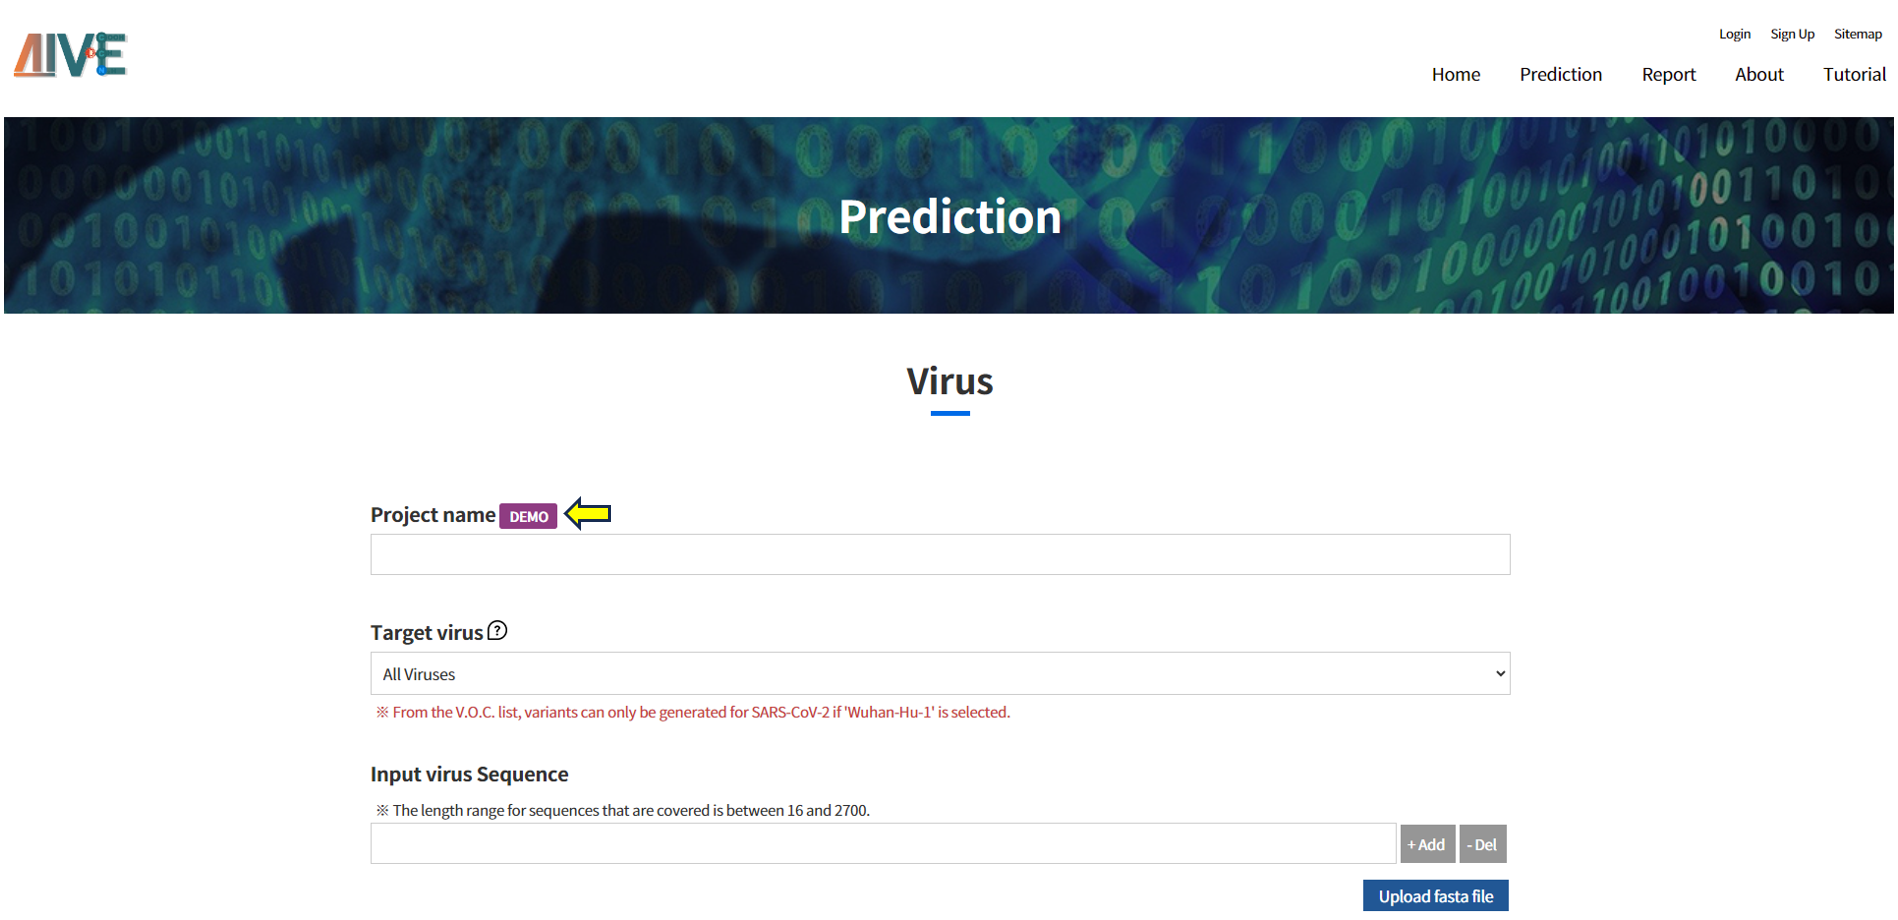 AIVE
Login Sign Up Sitemap
Home Prediction Report About Tutorial
Prediction
Virus
Project name DEMO
Target virus ?
All Viruses
※ From the V.O.C. list, variants can only be generated for SARS-CoV-2 if 'Wuhan-Hu-1' is selected.
Input virus Sequence
※ The length range for sequences that are covered is between 16 and 2700.
+ Add - Del
Upload fasta file